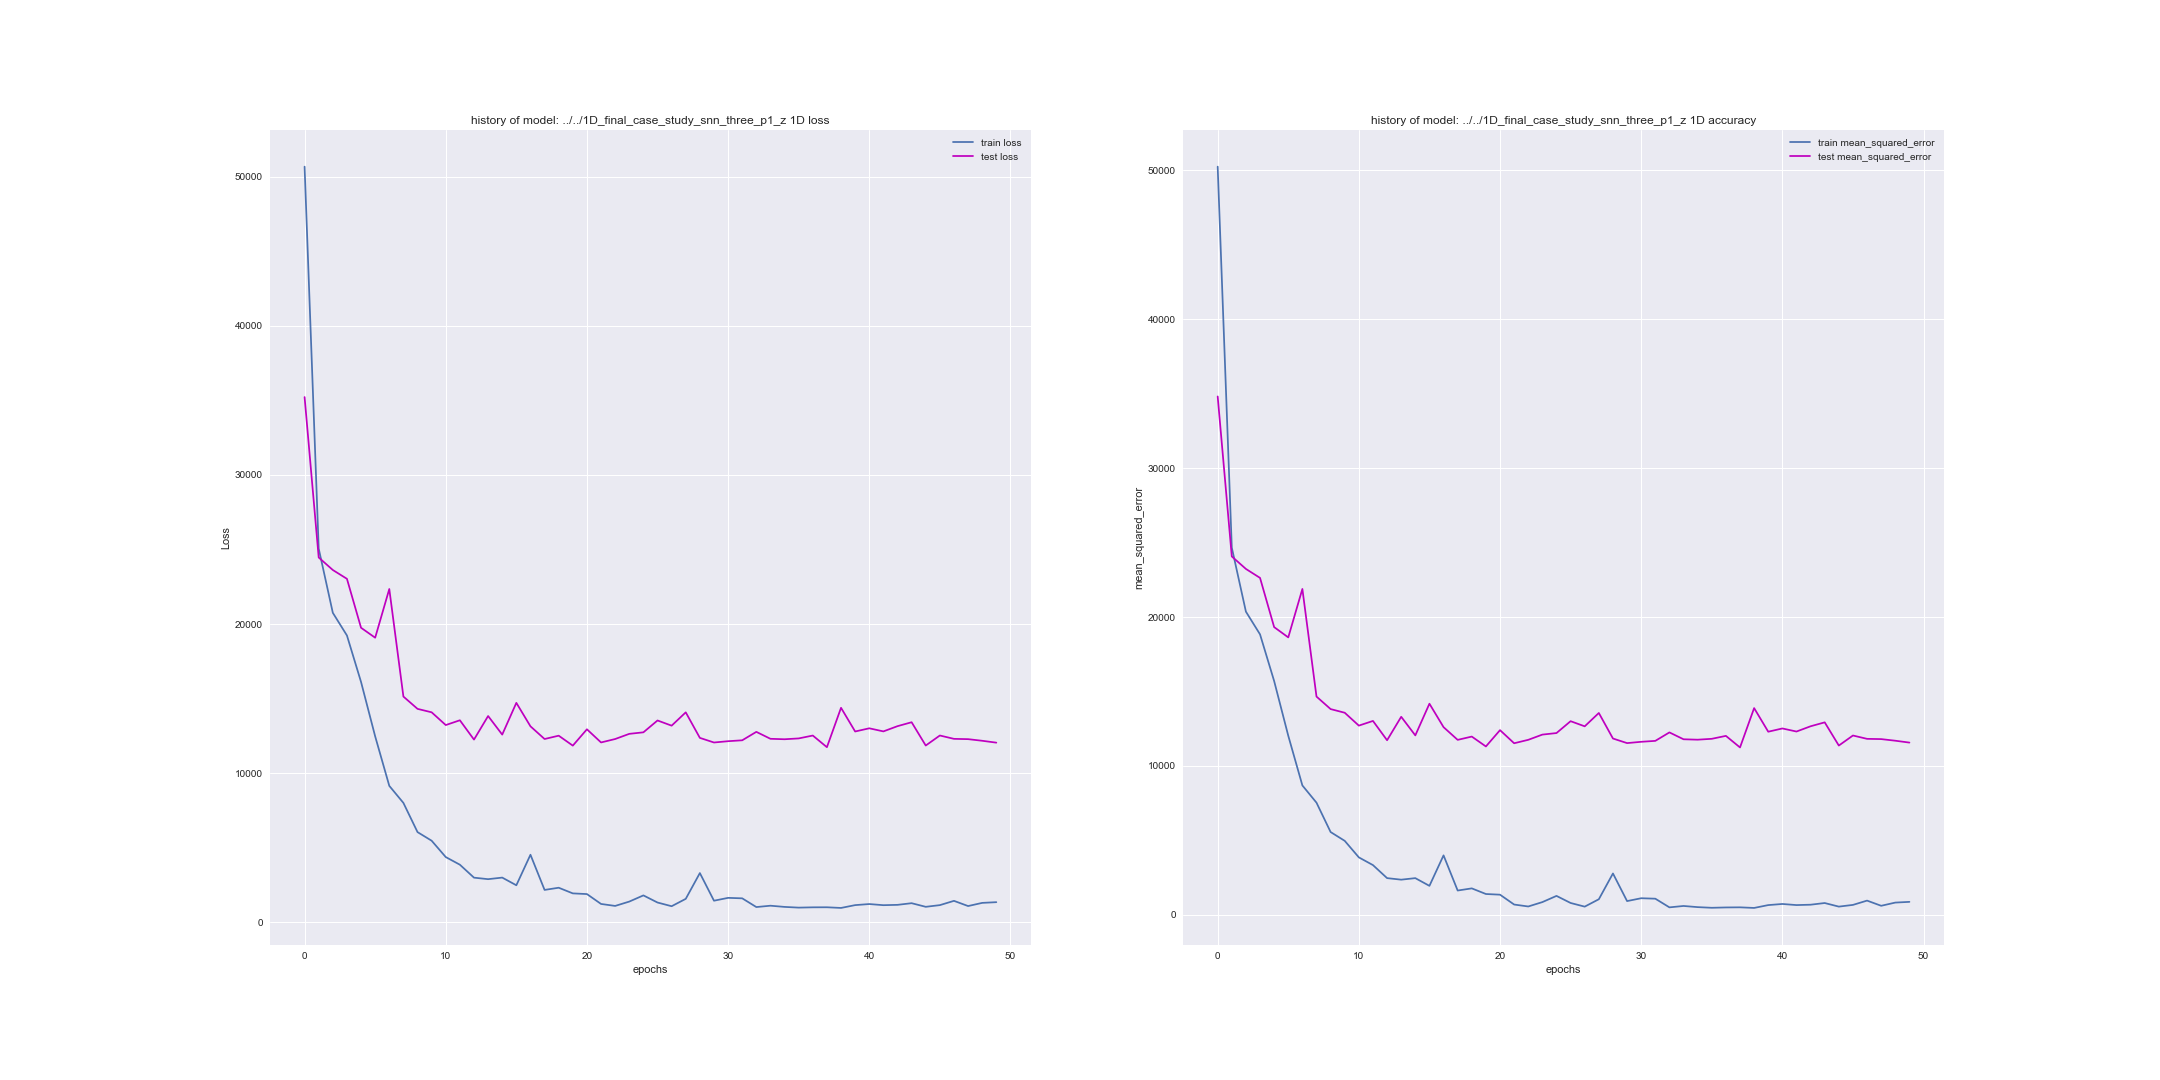 history of model: ../../1D_final_case_study_snn_three_p1_z 1D loss
train loss
test loss
50000
40000
30000
20000
10000
0
Loss
0 10 20 30 40 50
epochs
history of model: ../../1D_final_case_study_snn_three_p1_z 1D accuracy
train mean_squared_error
test mean_squared_error
50000
40000
30000
20000
10000
0
mean_squared_error
0 10 20 30 40 50
epochs